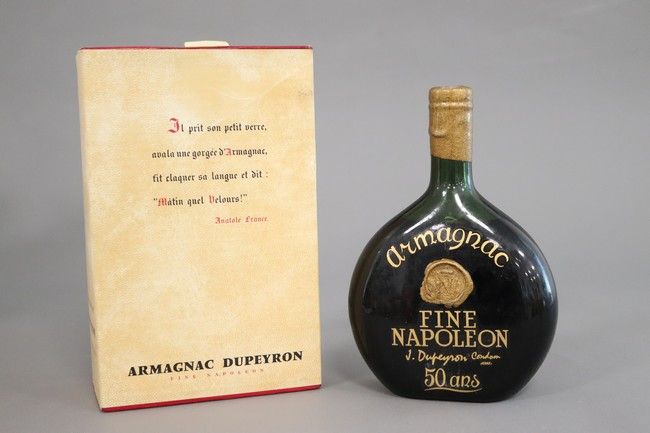 Il prit son petit verre,
avala une gorgée d'Armagnac,
fit claquer sa langue et dit :
"Mâtin quel Velours!"
Anatole France
ARMAGNAC DUPEYRON
FINE NAPOLEON
Armagnac
FINE
NAPOLEON
J. Dupeyron Condom
50 ans